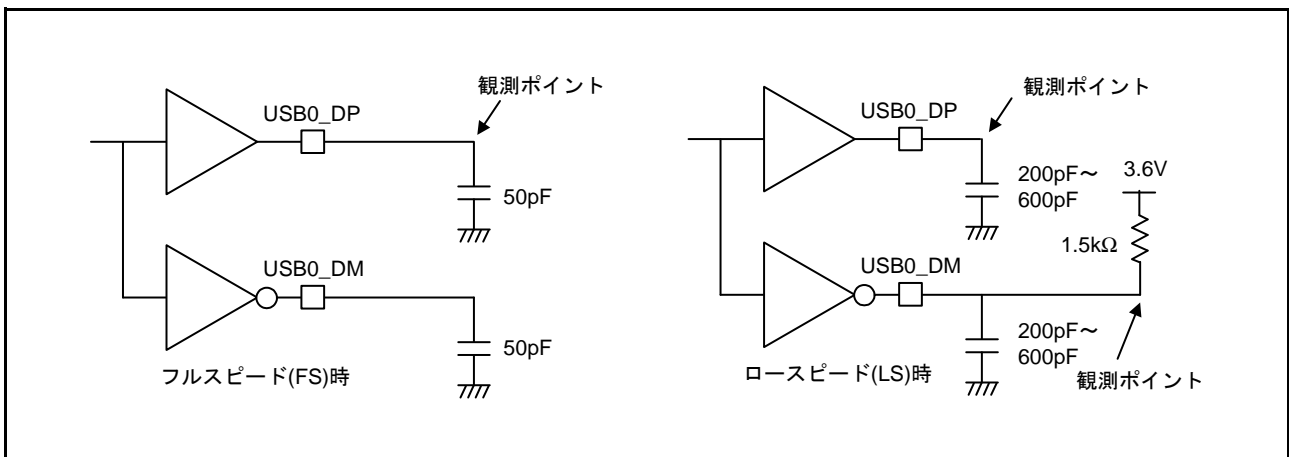 観測ポイント
USB0_DP
50pF
USB0_DM
50pF
フルスピード(FS)時
観測ポイント
USB0_DP
200pF～
600pF
3.6V
1.5kΩ
USB0_DM
200pF～
600pF
ロースピード(LS)時
観測ポイント